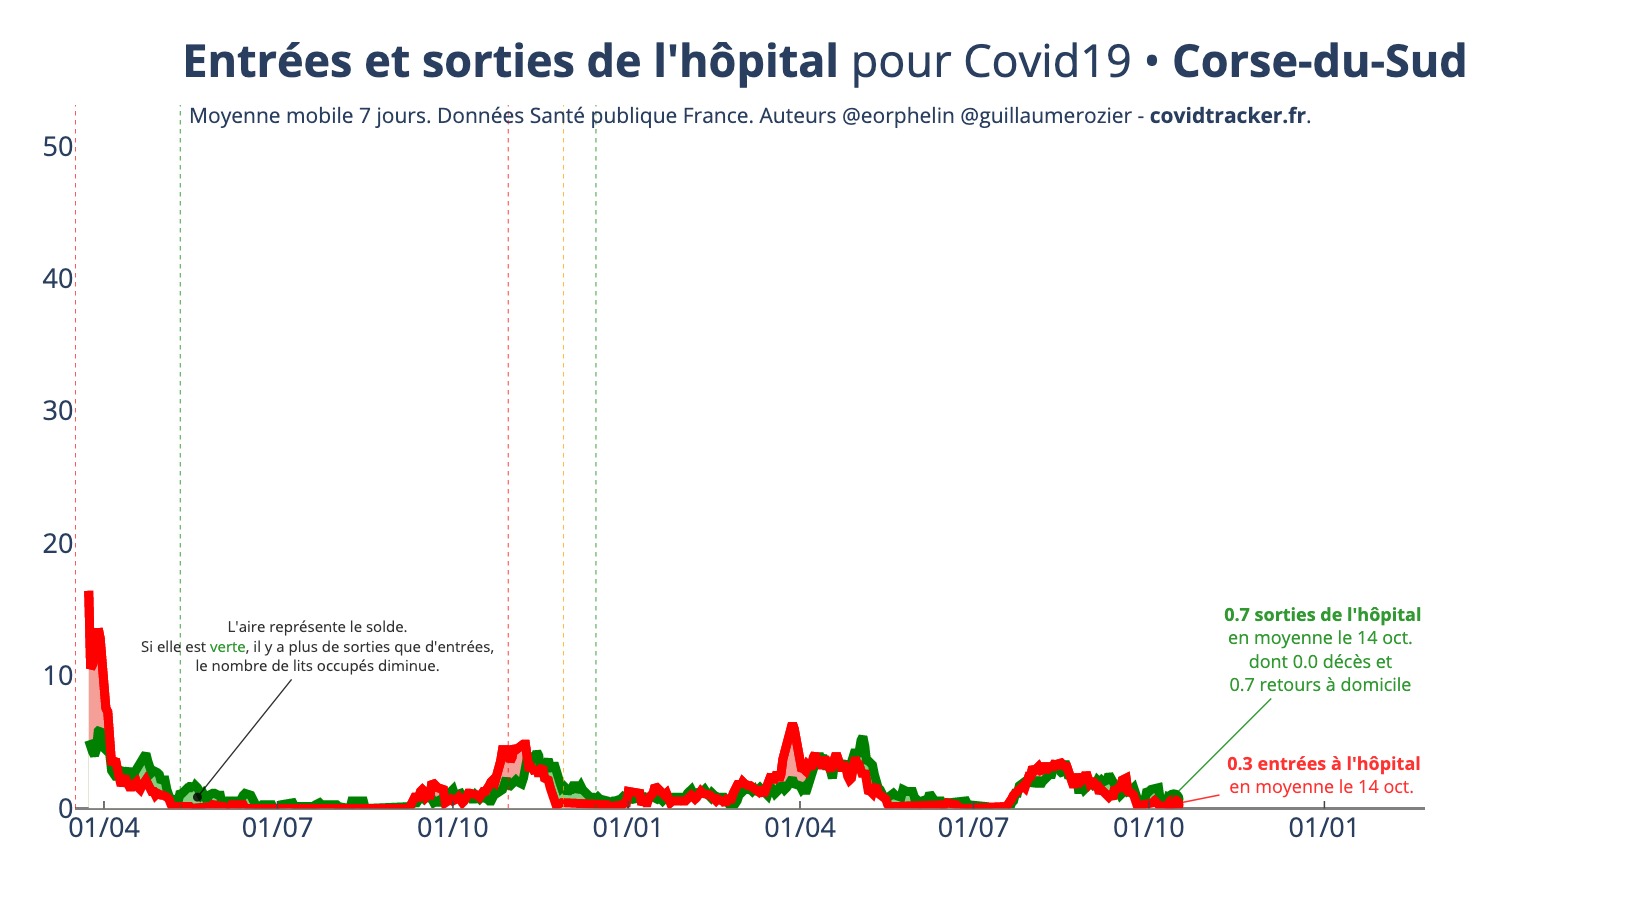 Entrées et sorties de l'hôpital pour Covid19 • Corse-du-Sud
Moyenne mobile 7 jours. Données Santé publique France. Auteurs @eorphelin @guillaumerozier - covidtracker.fr.
50
40
30
20
10
0
L'aire représente le solde.
Si elle est verte, il y a plus de sorties que d'entrées,
le nombre de lits occupés diminue.
0.7 sorties de l'hôpital
en moyenne le 14 oct.
dont 0.0 décès et
0.7 retours à domicile
0.3 entrées à l'hôpital
en moyenne le 14 oct.
01/04 01/07 01/10 01/01 01/04 01/07 01/10 01/01